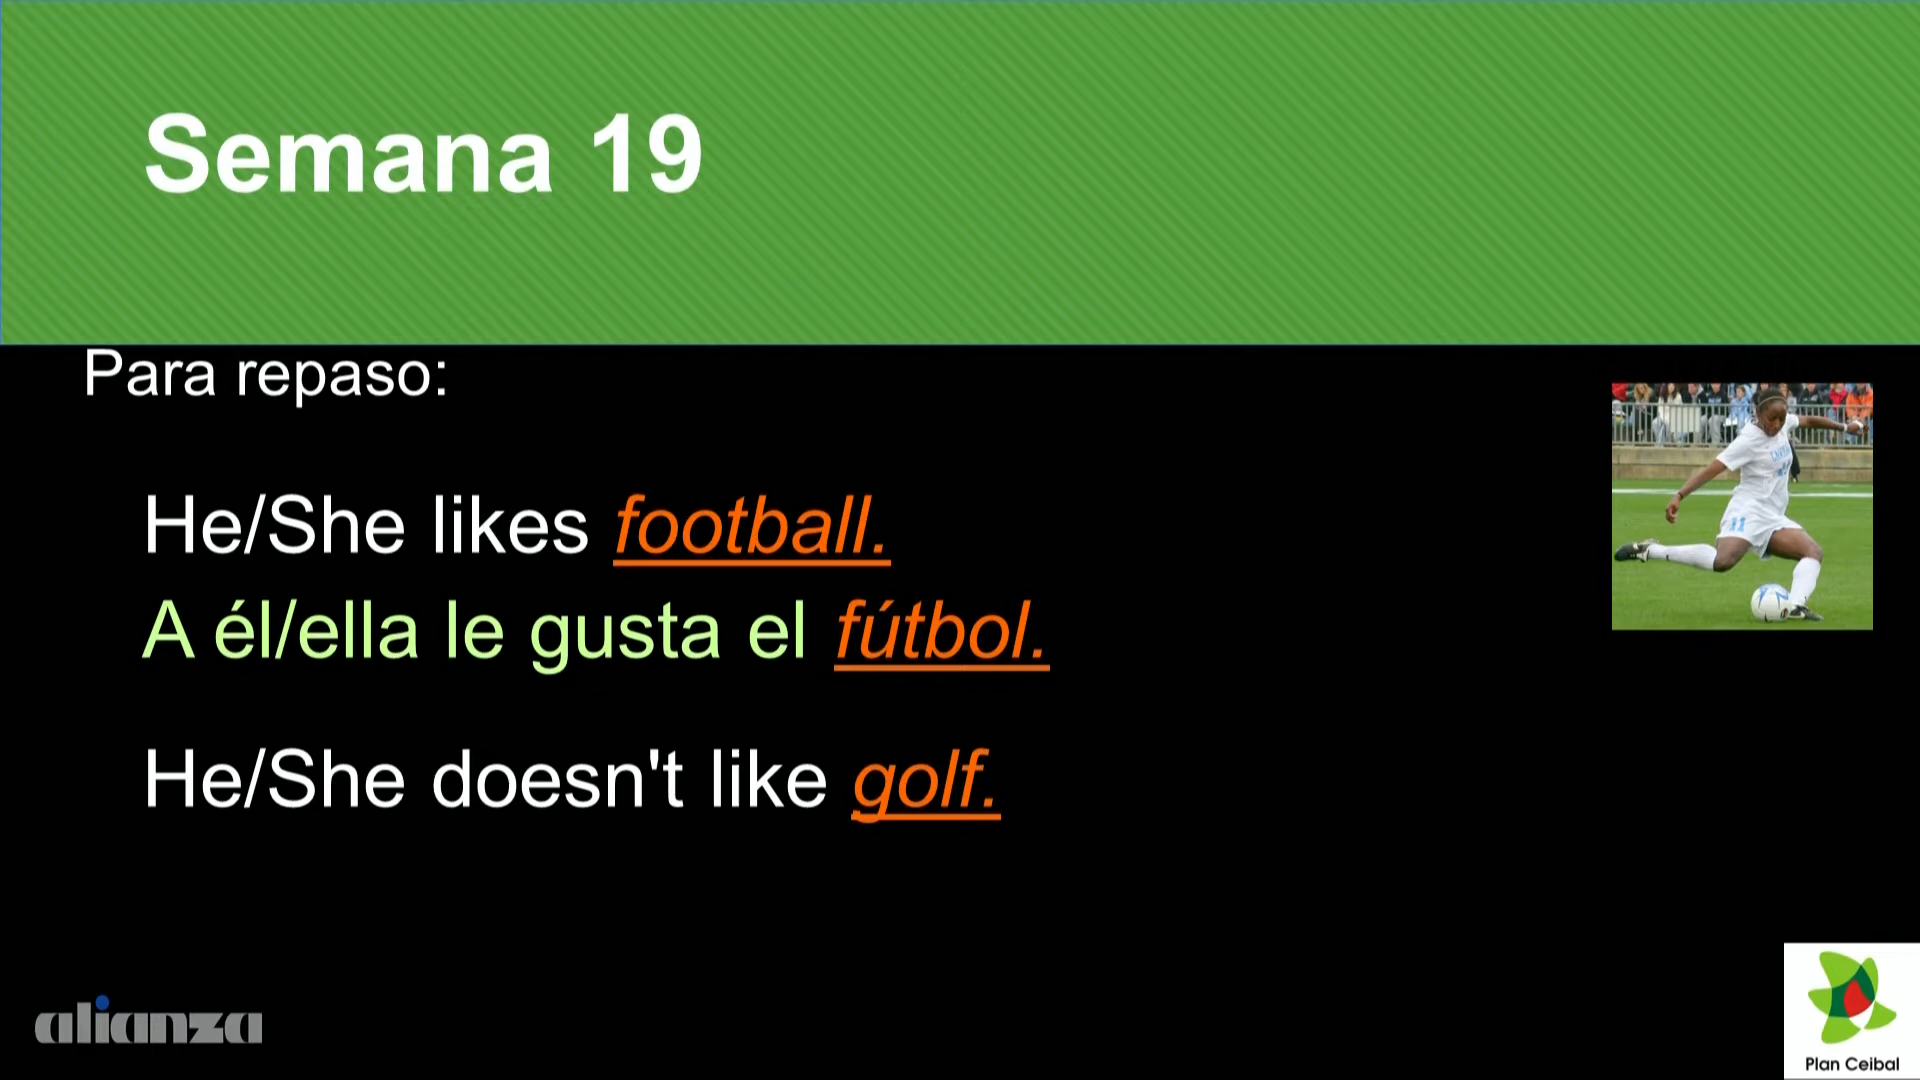 Semana 19
Para repaso:
He/She likes football.
A él/ella le gusta el fútbol.
He/She doesn't like golf.
alianza
Plan Ceibal